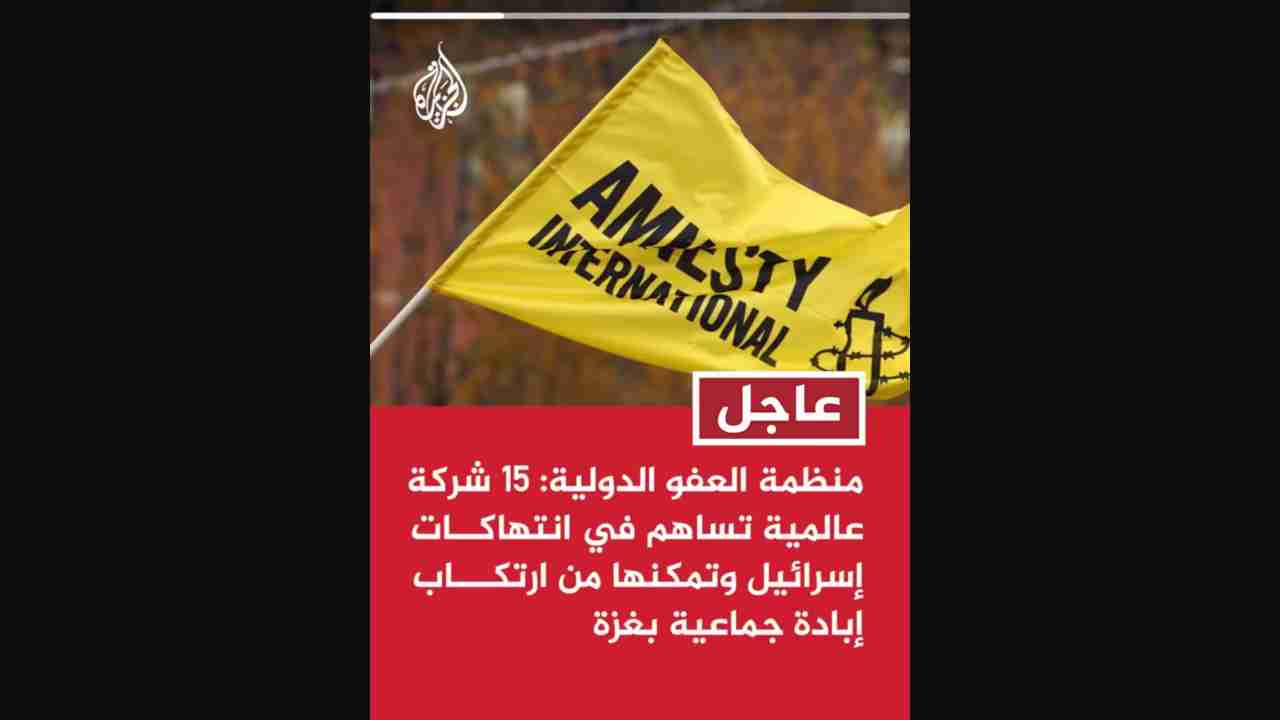 الجزيرة
AMNESTY
INTERNATIONAL
عاجل
منظمة العفو الدولية: 15 شركة
عالمية تساهم في انتهاكات
إسرائيل وتمكنها من ارتكاب
إبادة جماعية بغزة